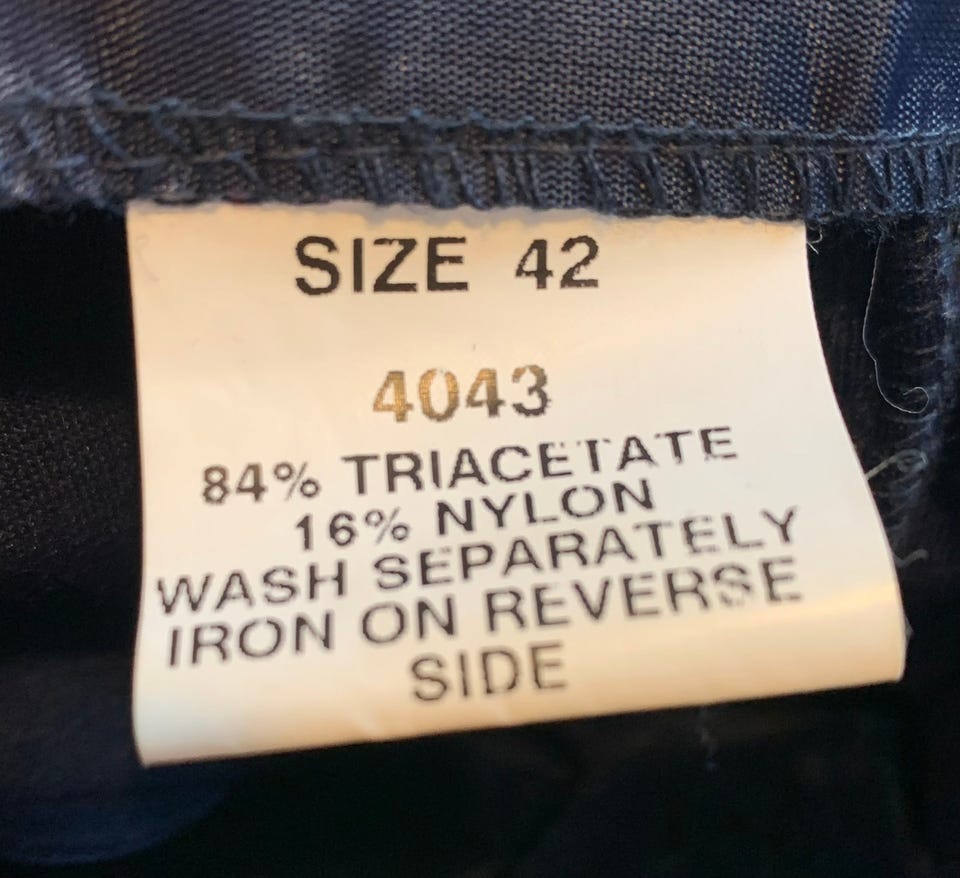 SIZE 42
4043
84% TRIACETATE
16% NYLON
WASH SEPARATELY
IRON ON REVERSE
SIDE